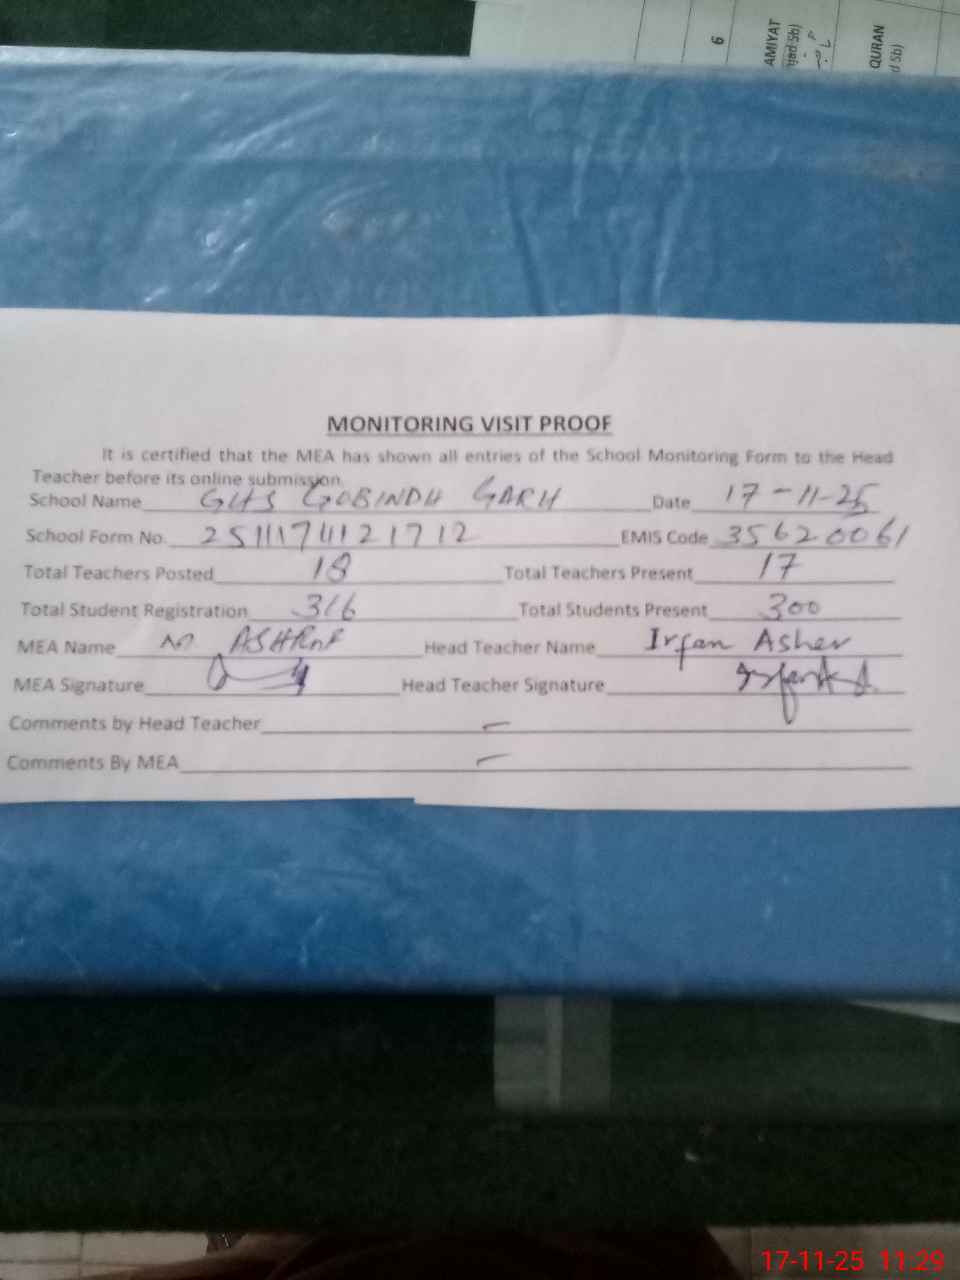 6
AMIYAT
QURAN
MONITORING VISIT PROOF
It is certified that the MEA has shown all entries of the School Monitoring Form to the Head
Teacher before its online submission.
School Name GHS GOBINDH GARH Date 17-11-25
School Form No. 2511174112 1712 EMIS Code 35620061
Total Teachers Posted 18 Total Teachers Present 17
Total Student Registration 316 Total Students Present 300
MEA Name M ASHRAF Head Teacher Name Irfan Asher
MEA Signature Head Teacher Signature
Comments by Head Teacher –
Comments By MEA –
17-11-25 11:29